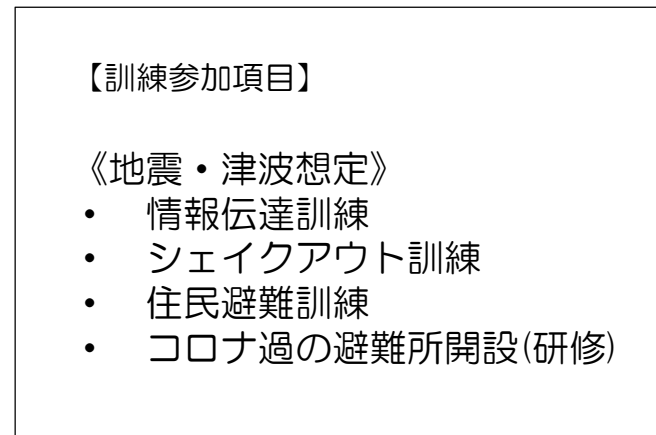 【訓練参加項目】
《地震・津波想定》
• 情報伝達訓練
• シェイクアウト訓練
• 住民避難訓練
• コロナ過の避難所開設(研修)